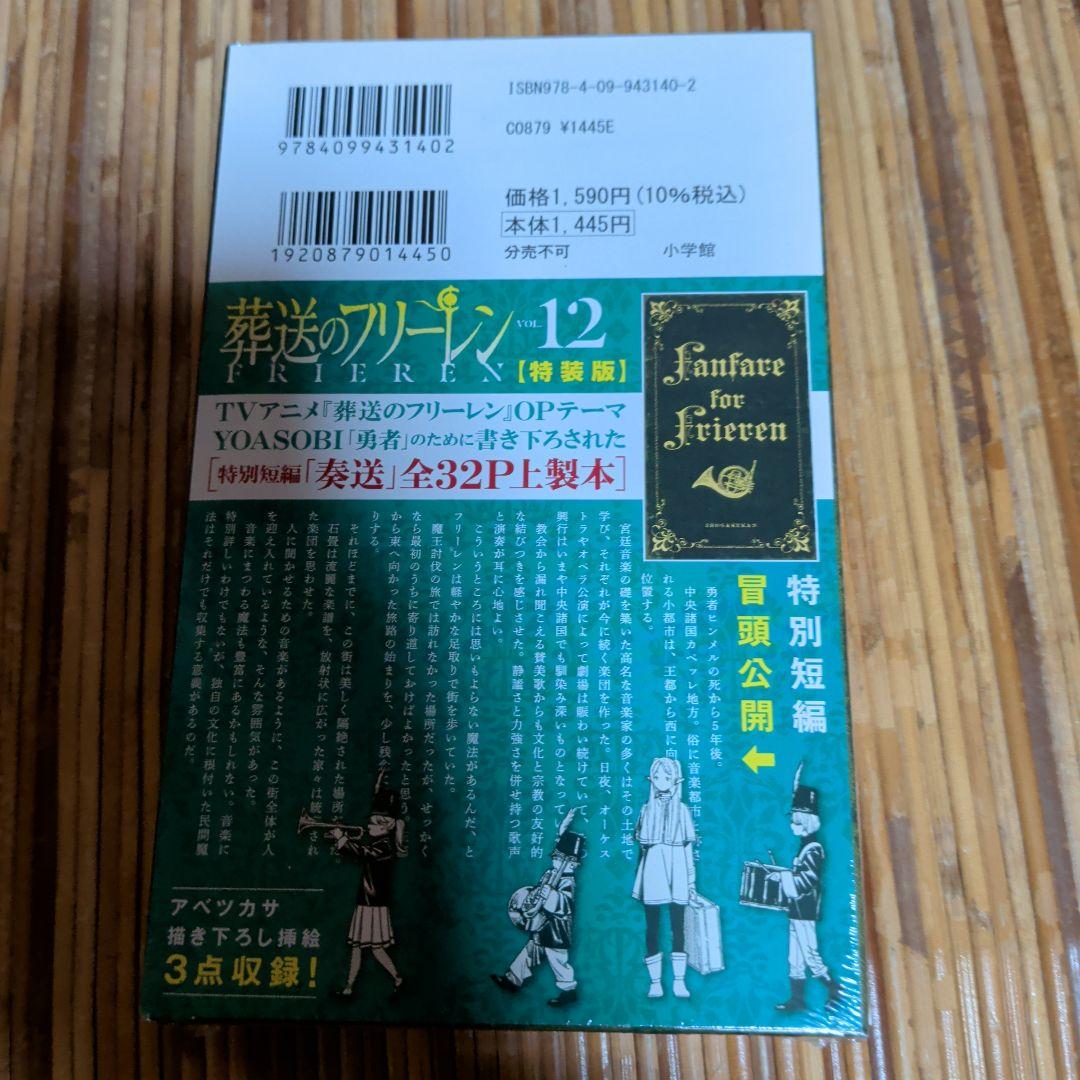 ISBN978-4-09-943140-2
C0879 ¥1445E
9784099431402
価格1,590円(10%税込)
本体1,445円
分売不可
小学館
1920879014450
葬送のフリーレン VOL.12
FRIEREN【特装版】
Fanfare
for
Frieren
SHOGAKUKAN
TVアニメ『葬送のフリーレン』OPテーマ
YOASOBI「勇者」のために書き下ろされた
[特別短編「奏送」全32P上製本]
特別短編
冒頭公開←
勇者ヒンメルの死から5年後。
中央諸国カペッレ地方。俗に音楽都市と
れる小都市は、王都から西に向
位置する。
宮廷音楽の礎を築いた高名な音楽家の多くはその土地で
学び、それぞれが今に続く楽団を作った。日夜、オーケス
トラやオペラ公演によって劇場は賑わい続けていて、
興行はいまや中央諸国でも馴染み深いものとなってい
教会から漏れ聞こえる賛美歌からも文化と宗教の友好的
な結びつきを感じさせた。静謐さと力強さを併せ持つ歌声
と演奏が耳に心地よい。
こういうところには思いもよらない魔法があるんだ、と
フリーレンは軽やかな足取りで街を歩いていた。
魔王討伐の旅では訪れなかった場所だったが、せっかく
なら最初のうちに寄り道しておけばよかったと思う。
から東へ向かった旅路の始まりを、少し残
りする。
それほどまでに、この街は美しく隔絶された場所
石畳は流麗な楽譜を、放射状に広がった家々は統
た楽団を思わせた。
人に聞かせるための音楽があるように、この街全体が人
を迎え入れているような、そんな雰囲気があった。
音楽にまつわる魔法も豊富にあるかもしれない。音楽に
特別詳しいわけでもないが、独自の文化に根付いた民間魔
法はそれだけでも収集する意義があるのだ。
アベツカサ
描き下ろし挿絵
3点収録!